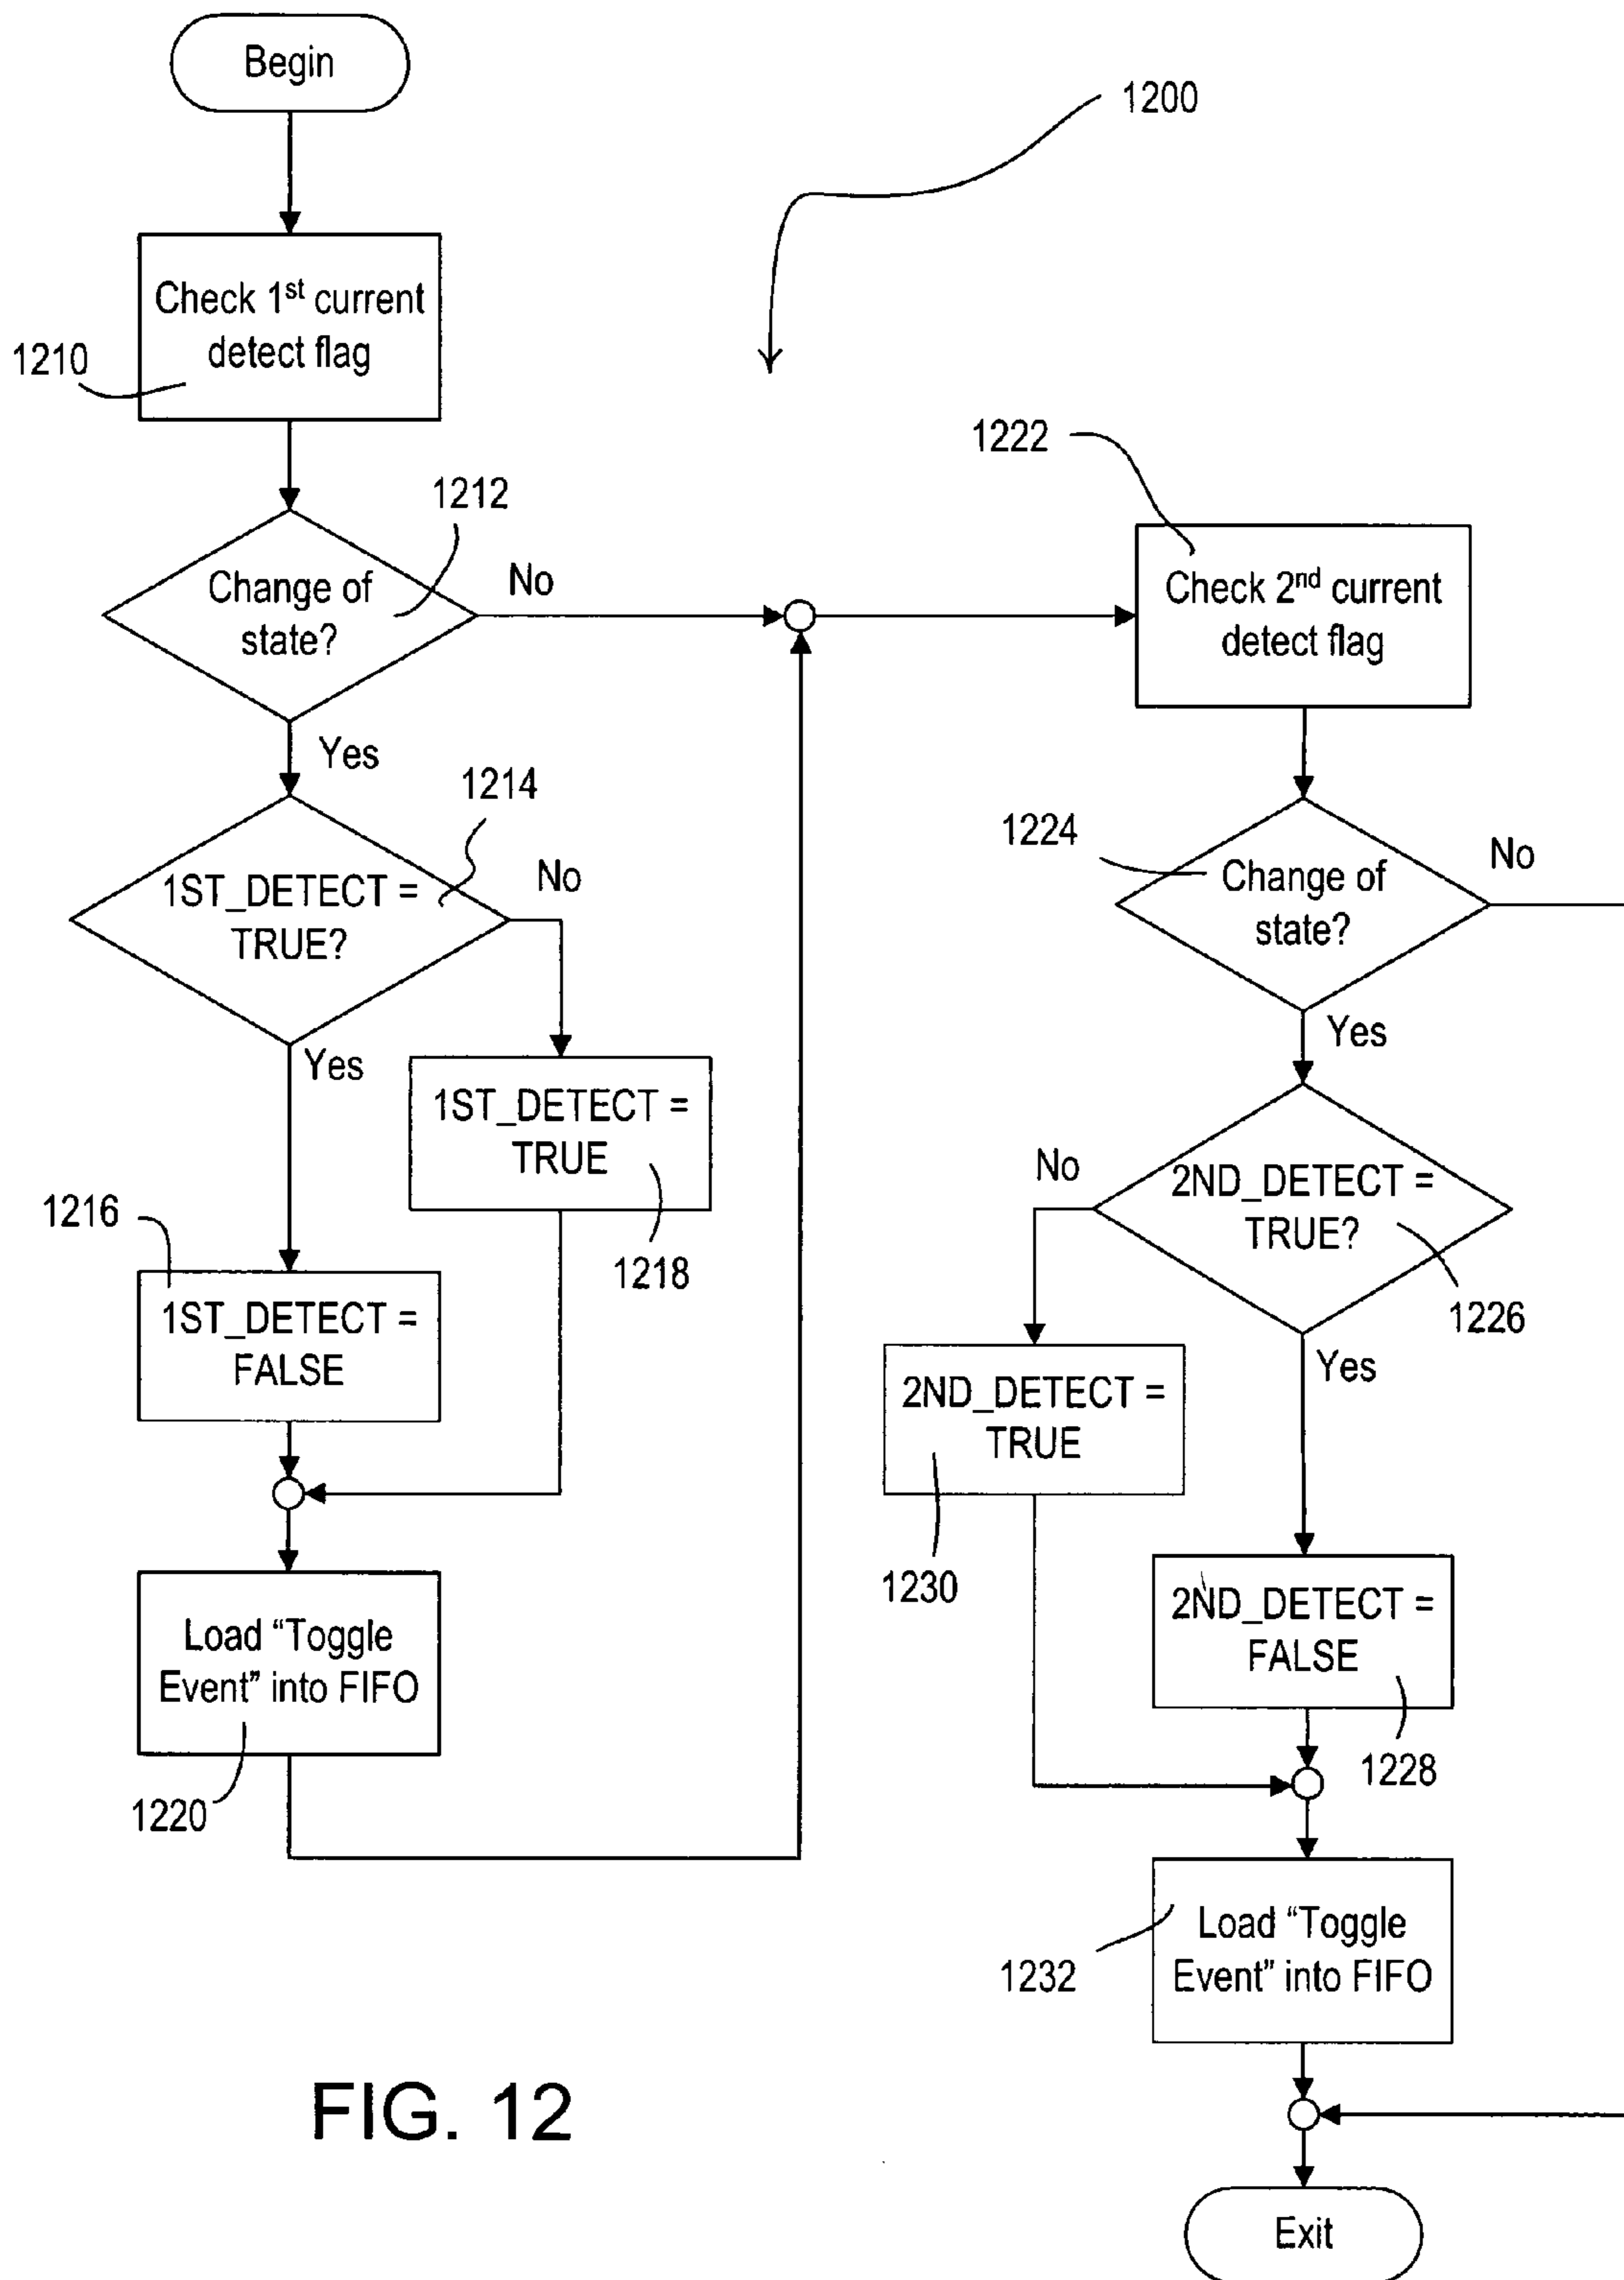 Begin
1200
Check 1st current
detect flag
1210
1212
Change of
state?
No
Yes
1214
1ST_DETECT =
TRUE?
No
Yes
1ST_DETECT =
TRUE
1218
1216
1ST_DETECT =
FALSE
Load “Toggle
Event” into FIFO
1220
1222
Check 2nd current
detect flag
1224
Change of
state?
No
Yes
2ND_DETECT =
TRUE?
No
1226
Yes
2ND_DETECT =
TRUE
1230
2ND_DETECT =
FALSE
1228
Load “Toggle
Event” into FIFO
1232
Exit
FIG. 12